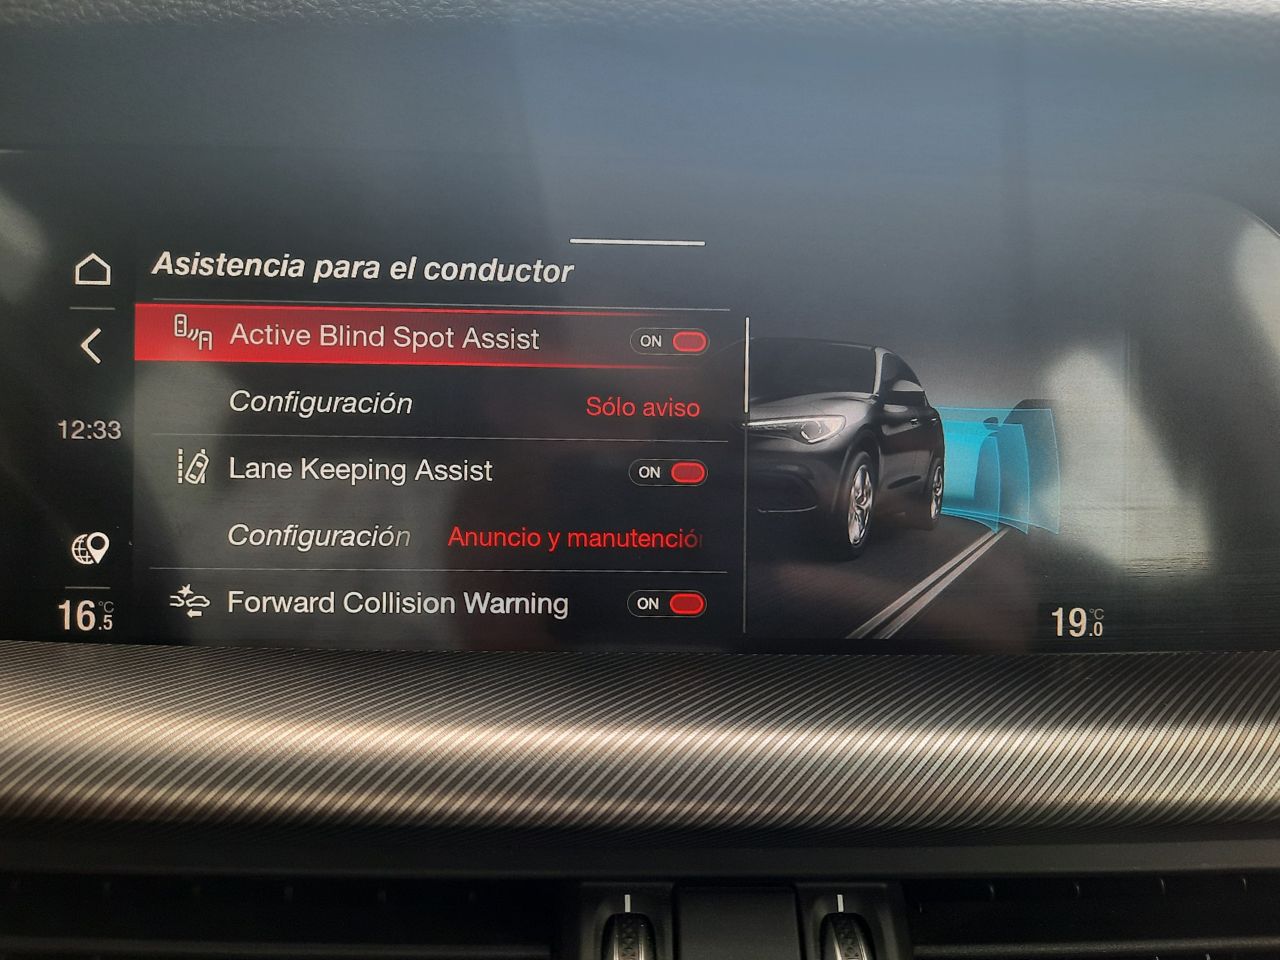 Asistencia para el conductor
Active Blind Spot Assist ON
Configuración Sólo aviso
12:33
Lane Keeping Assist ON
Configuración Anuncio y manutenció
Forward Collision Warning ON
16.5 °C
19.0 °C